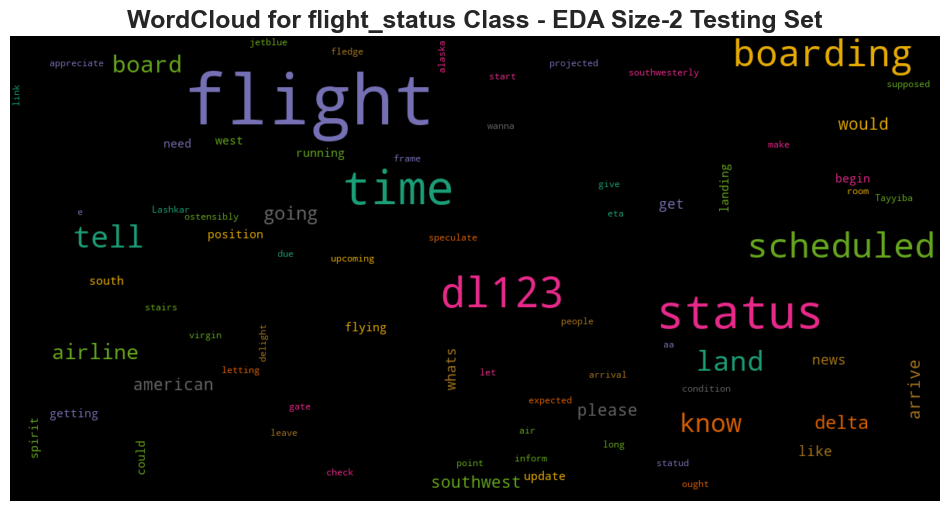 WordCloud for flight_status Class - EDA Size-2 Testing Set
jetblue
fledge
alaska
boarding
appreciate
board
projected
start
southwesterly
supposed
link
flight
wanna
would
need
west
running
frame
make
time
give
landing
begin
room
Tayyiba
e
Lashkar
ostensibly
going
eta
get
tell
position
speculate
scheduled
due
upcoming
south
dl123
status
stairs
virgin
delight
flying
people
aa
airline
letting
whats
let
arrival
land
news
american
condition
arrive
getting
gate
expected
please
know
delta
spirit
could
leave
air
long
like
check
point
inform
statud
southwest
update
ought